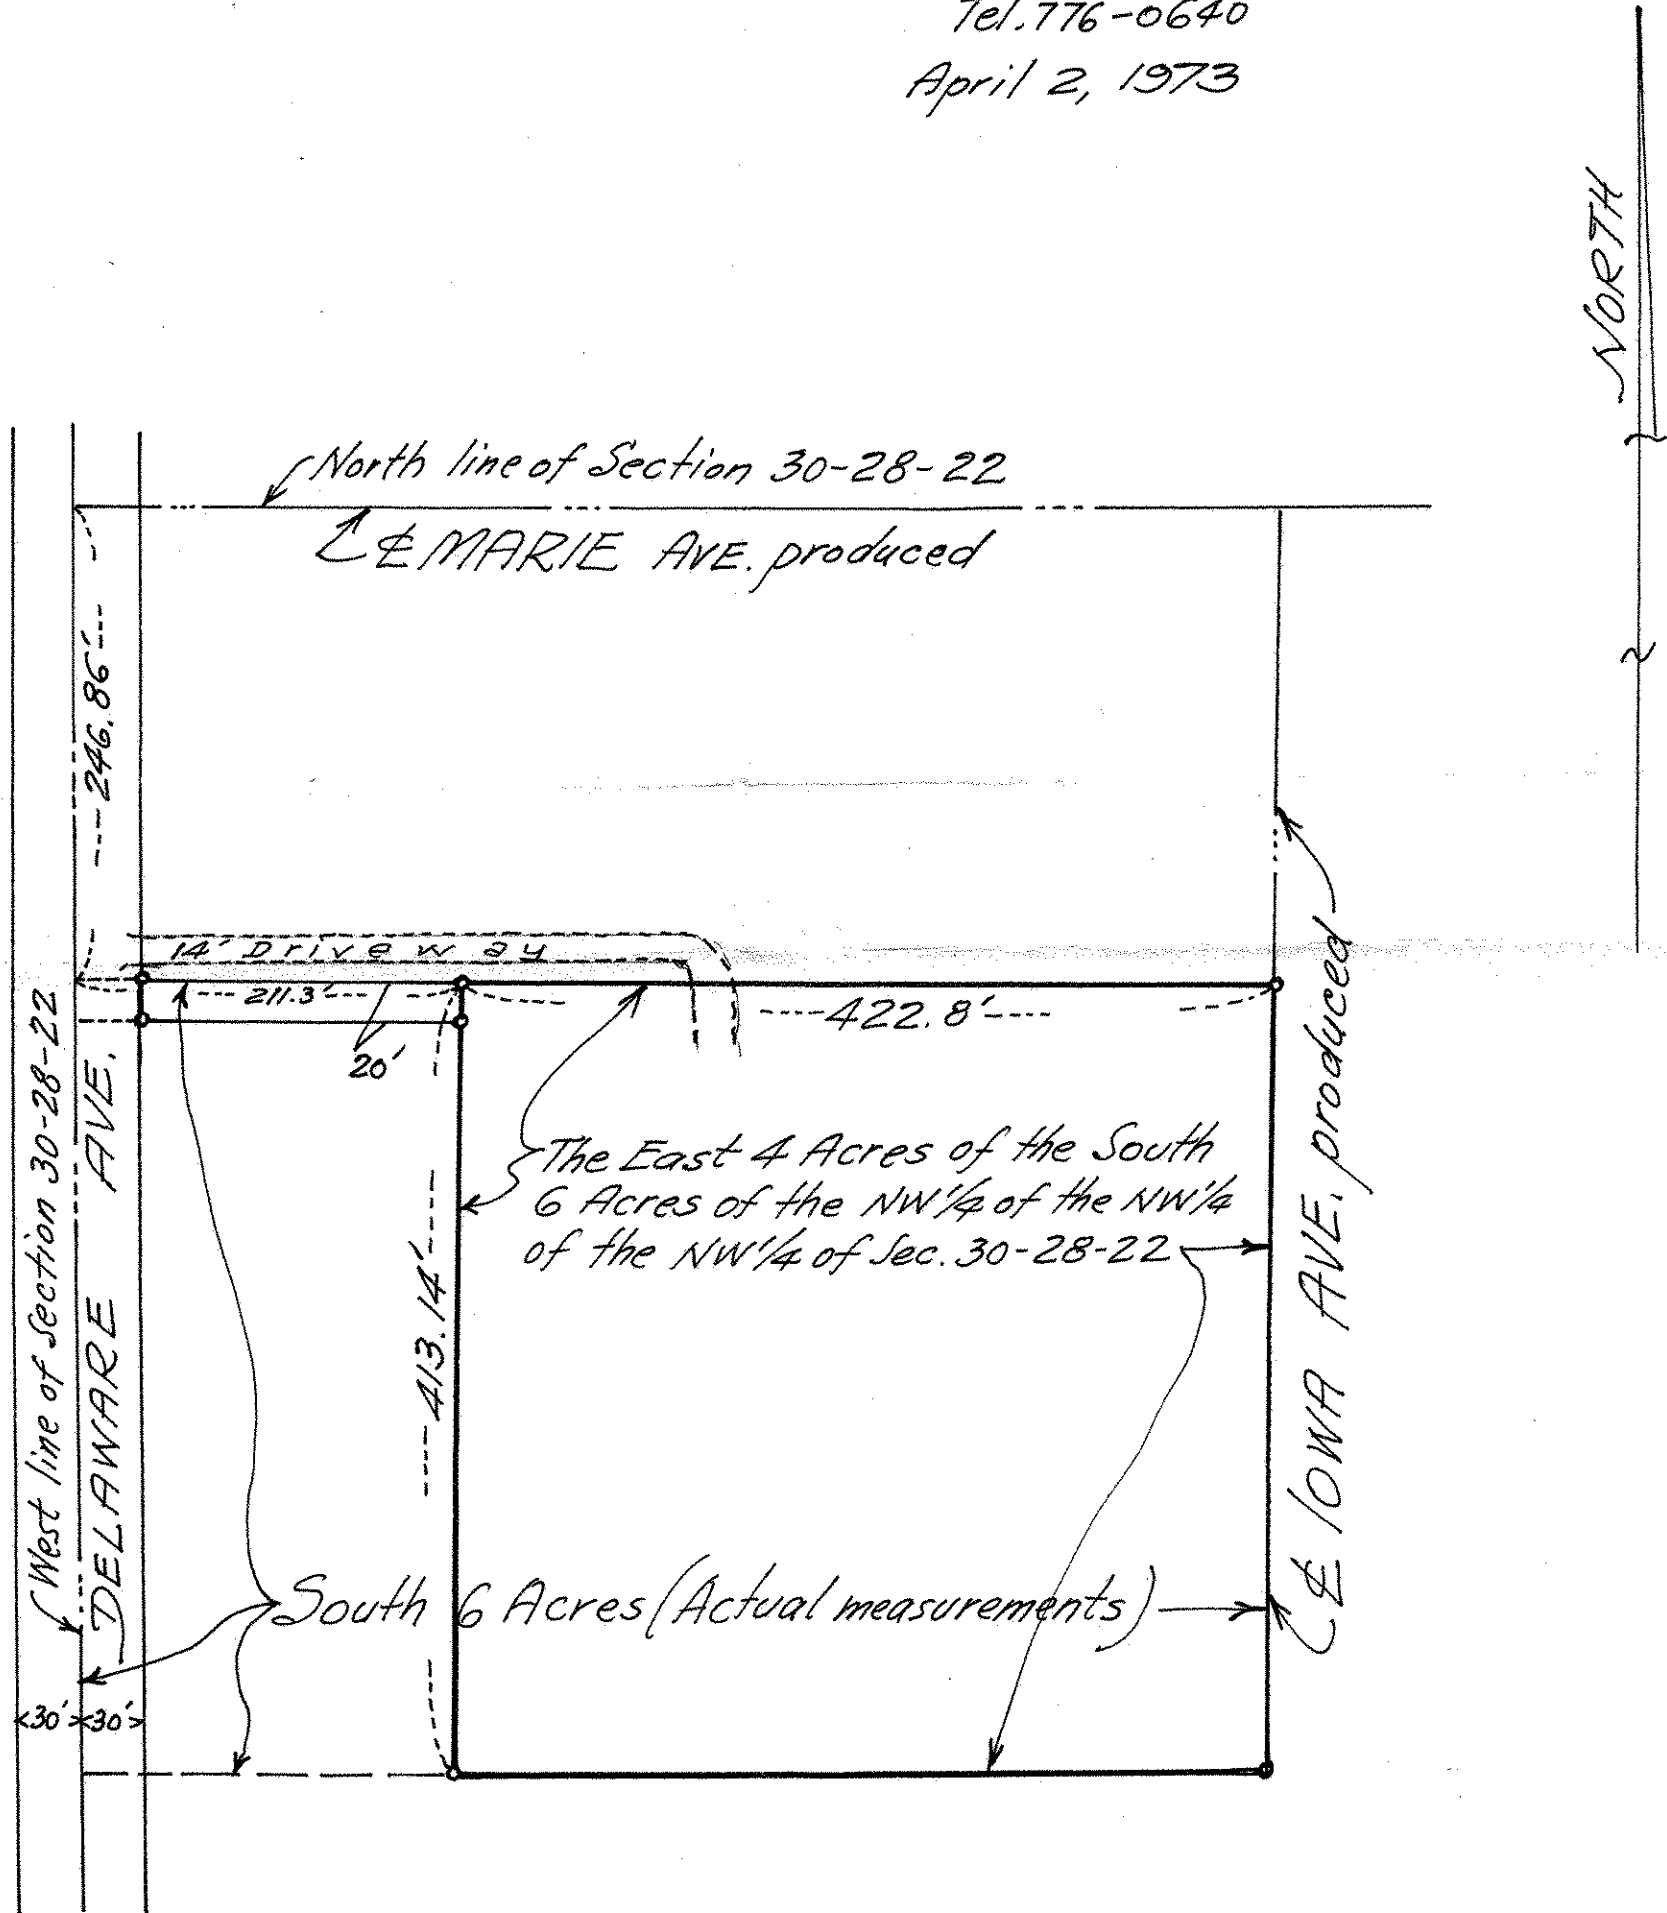 Tel. 776-0640
April 2, 1973
NORTH
North line of Section 30-28-22
℄ MARIE AVE. produced
246.86'
14' Driveway
211.3'
422.8'
20'
West line of Section 30-28-22
DELAWARE AVE.
The East 4 Acres of the South
6 Acres of the NW'/4 of the NW'/4
of the NW'/4 of Sec. 30-28-22
413.14'
℄ IOWA AVE. produced
South 6 Acres (Actual measurements)
30' 30'